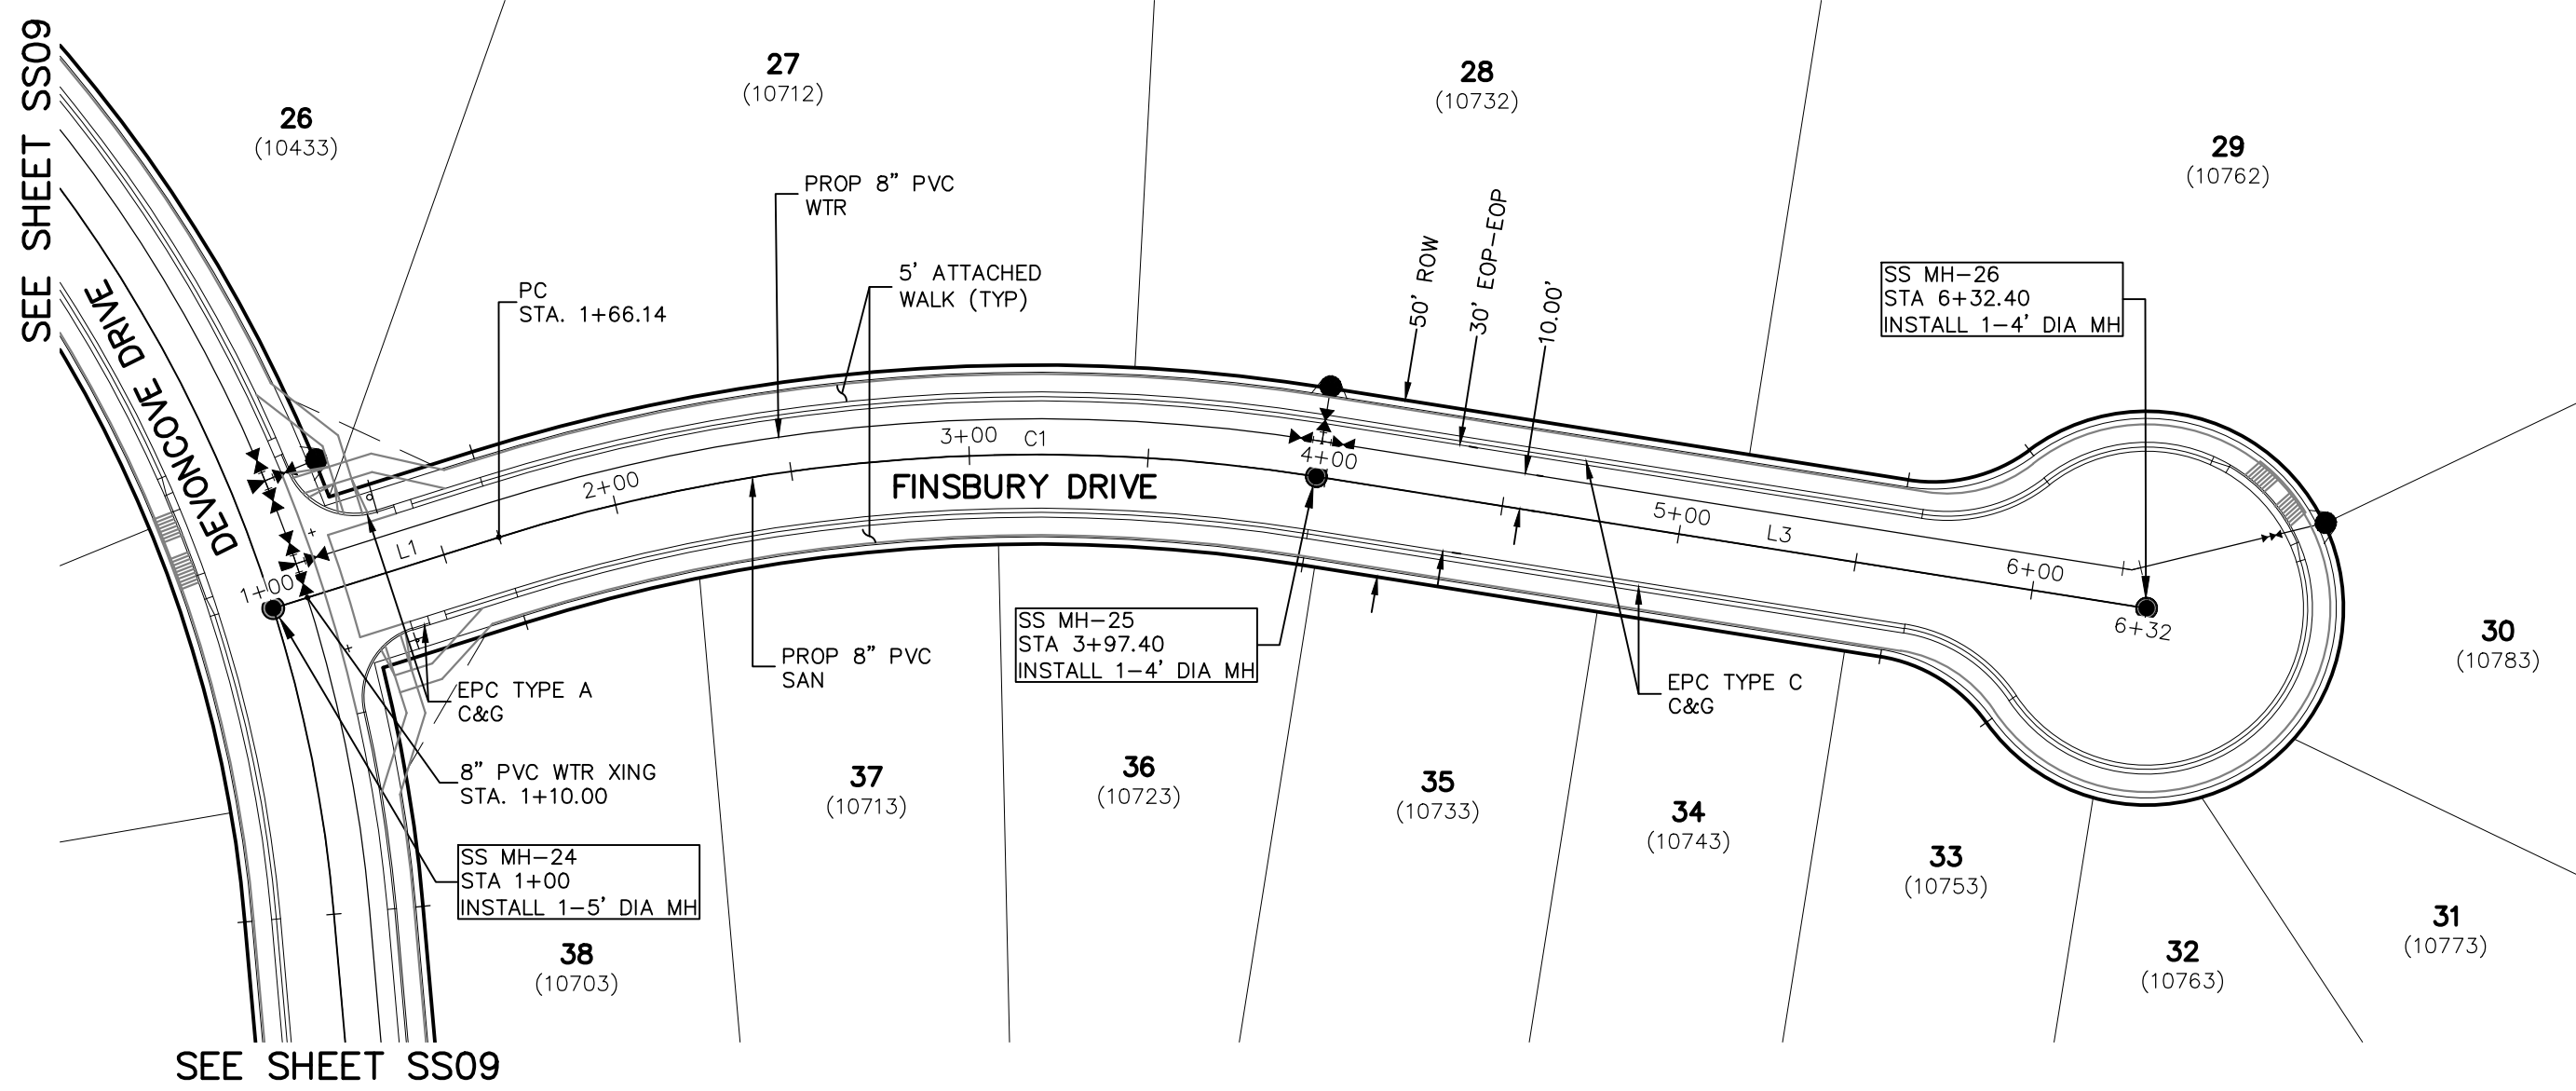 SEE SHEET SS09
26
(10433)
27
(10712)
28
(10732)
29
(10762)
PROP 8” PVC
WTR
5’ ATTACHED
WALK (TYP)
PC
STA. 1+66.14
50’ ROW
30’ EOP-EOP
10.00’
SS MH-26
STA 6+32.40
INSTALL 1-4’ DIA MH
DEVONCOVE DRIVE
1+00
L1
2+00
3+00
C1
FINSBURY DRIVE
4+00
5+00
L3
6+00
6+32
SS MH-25
STA 3+97.40
INSTALL 1-4’ DIA MH
PROP 8” PVC
SAN
EPC TYPE A
C&G
EPC TYPE C
C&G
8” PVC WTR XING
STA. 1+10.00
SS MH-24
STA 1+00
INSTALL 1-5’ DIA MH
30
(10783)
37
(10713)
36
(10723)
35
(10733)
34
(10743)
33
(10753)
31
(10773)
32
(10763)
38
(10703)
SEE SHEET SS09